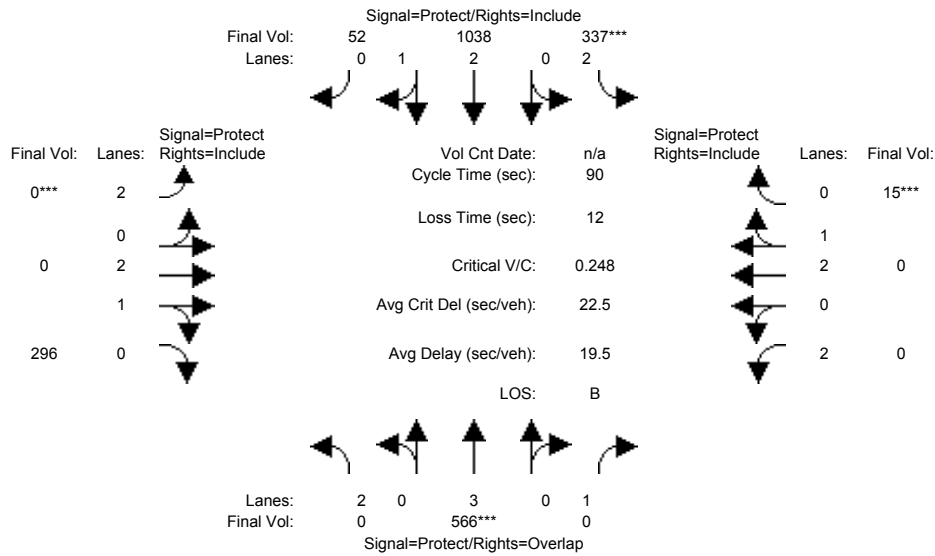 Signal=Protect/Rights=Include
Final Vol: 52 1038 337***
Lanes: 0 1 2 0 2
Signal=Protect Signal=Protect
Final Vol: Lanes: Rights=Include Vol Cnt Date: n/a Rights=Include Lanes: Final Vol:
Cycle Time (sec): 90
0*** 2 0 15***
Loss Time (sec): 12
0 1
0 2 Critical V/C: 0.248 2 0
1 Avg Crit Del (sec/veh): 22.5 0
296 0 Avg Delay (sec/veh): 19.5 2 0
LOS: B
Lanes: 2 0 3 0 1
Final Vol: 0 566*** 0
Signal=Protect/Rights=Overlap